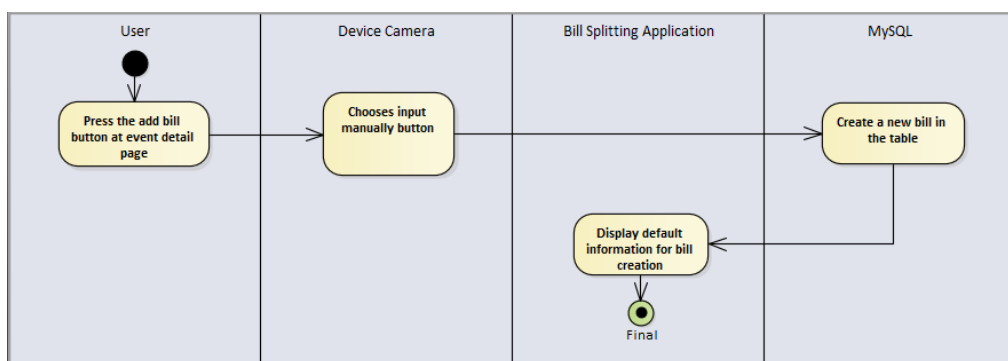 User
Device Camera
Bill Splitting Application
MySQL
Press the add bill
button at event detail
page
Chooses input
manually button
Create a new bill in
the table
Display default
information for bill
creation
Final